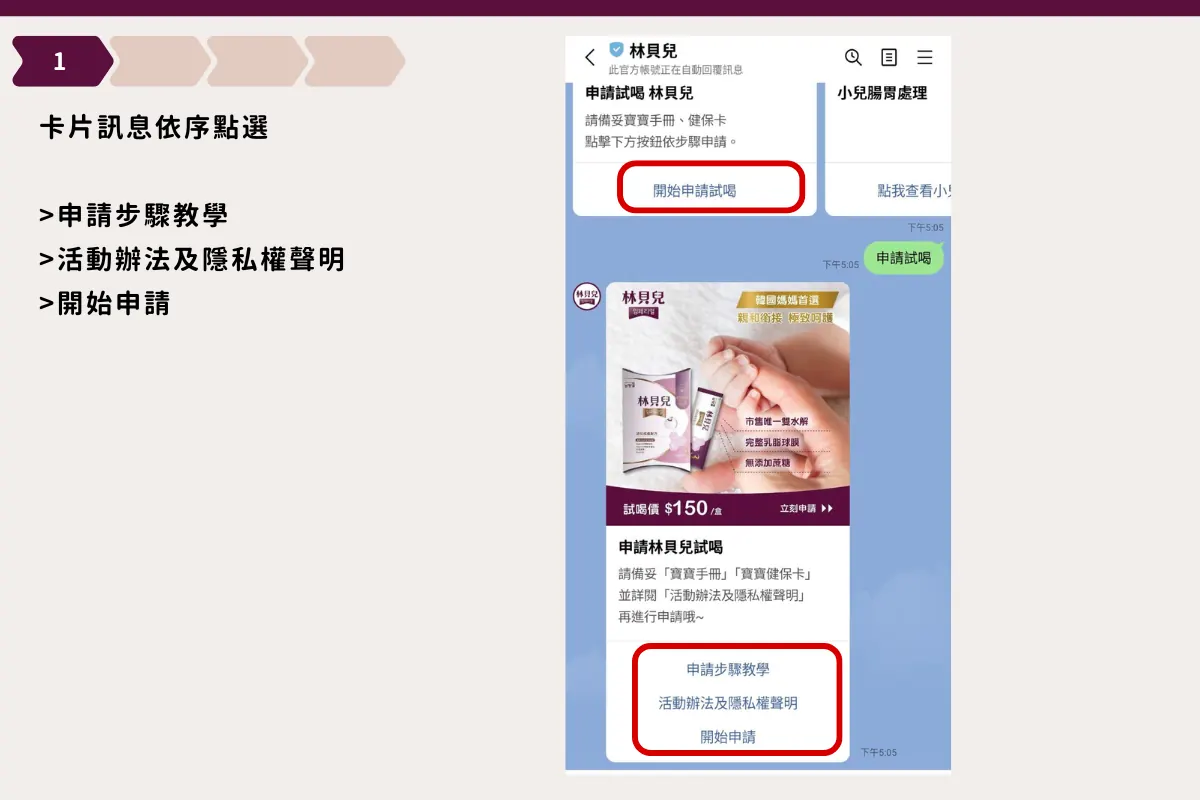 1
卡片訊息依序點選
>申請步驟教學
>活動辦法及隱私權聲明
>開始申請
林貝兒
此官方帳號正在自動回覆訊息
申請試喝 林貝兒
請備妥寶寶手冊、健保卡
點擊下方按鈕依步驟申請。
開始申請試喝
小兒腸胃處理
點我查看小
下午5:05
下午5:05
申請試喝
林貝兒
林貝兒
韓國媽媽首選
親和銜接 極致呵護
林貝兒
林貝兒
市售唯一雙水解
完整乳脂球膜
無添加蔗糖
試喝價 $150/盒
立刻申請
申請林貝兒試喝
請備妥「寶寶手冊」「寶寶健保卡」
並詳閱「活動辦法及隱私權聲明」
再進行申請哦~
申請步驟教學
活動辦法及隱私權聲明
開始申請
下午5:05